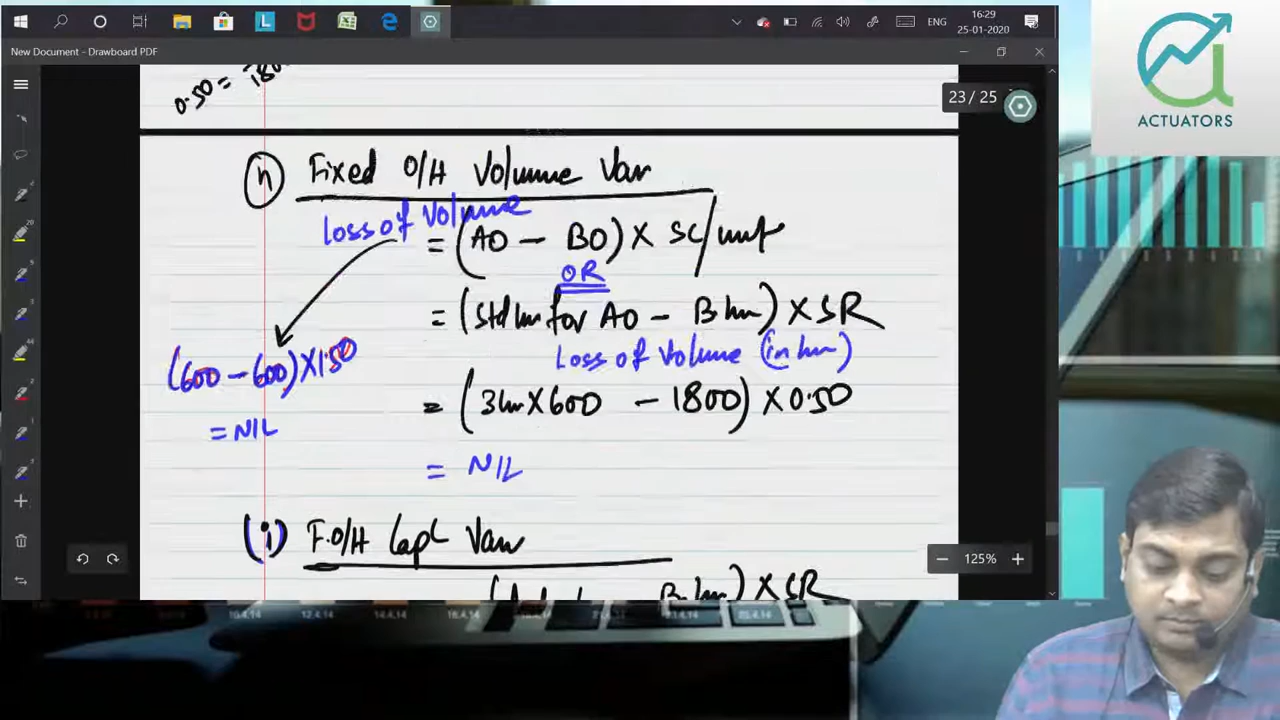 16:29
ENG
25-01-2020
New Document - Drawboard PDF
ACTUATORS
23 / 25
0.50 =
(h) Fixed O/H Volume Var
Loss of Volume
= (AO - BO) X SC/unit
OR
= (Std hr for AO - B hr) X SR
Loss of Volume (in hr)
(600 - 600) X 1.50
= (3hr X 600 - 1800) X 0.50
= NIL
= NIL
(i) F.O/H Capt Var
125%
X SR